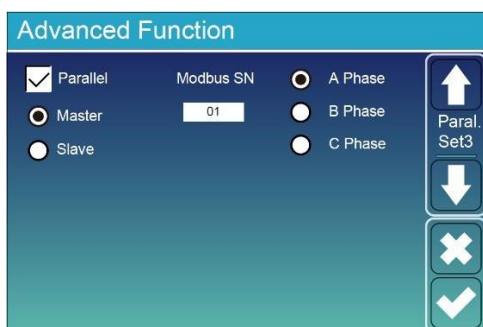 Advanced Function
Parallel
Modbus SN
A Phase
Master
01
B Phase
Slave
C Phase
Paral.
Set3